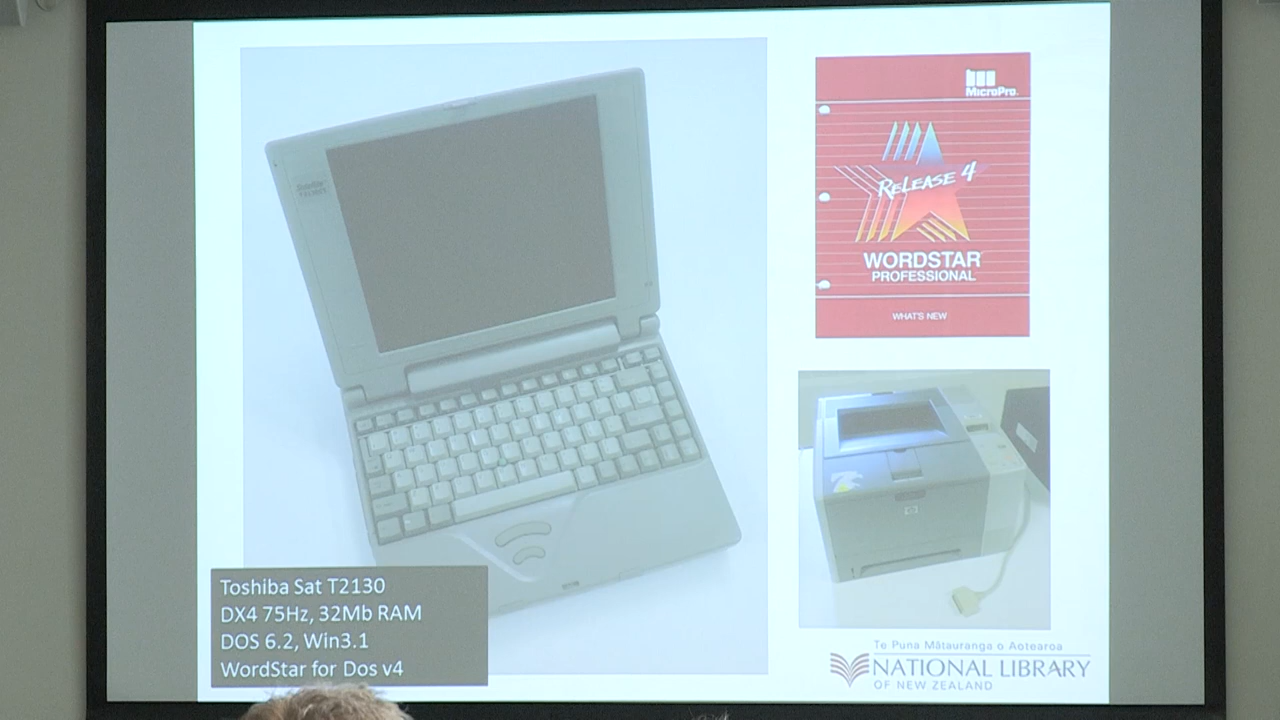 MicroPro
RELEASE 4
WORDSTAR
PROFESSIONAL
WHAT'S NEW
Toshiba Sat T2130
DX4 75Hz, 32Mb RAM
DOS 6.2, Win3.1
WordStar for Dos v4
Te Puna Mātauranga o Aotearoa
NATIONAL LIBRARY
OF NEW ZEALAND
hp